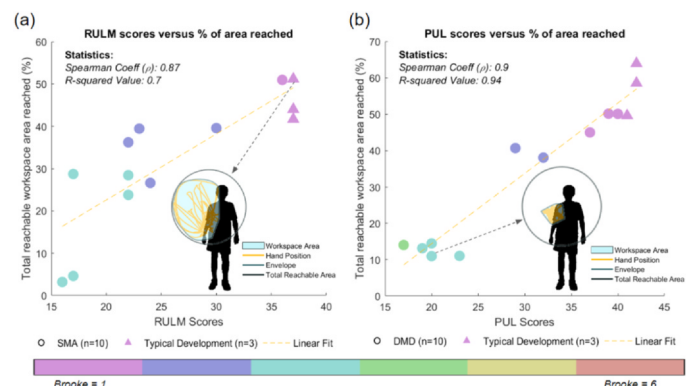 (a)
RULM scores versus % of area reached
Statistics:
Spearman Coeff (ρ): 0.87
R-squared Value: 0.7
Total reachable workspace area reached (%)
60
50
40
30
20
10
0
15
20
25
30
35
40
RULM Scores
Workspace Area
Hand Position
Envelope
Total Reachable Area
SMA (n=10)
Typical Development (n=3)
Linear Fit
(b)
PUL scores versus % of area reached
Statistics:
Spearman Coeff (ρ): 0.9
R-squared Value: 0.94
Total reachable workspace area reached (%)
70
60
50
40
30
20
10
0
15
20
25
30
35
40
45
PUL Scores
Workspace Area
Hand Position
Envelope
Total Reachable Area
DMD (n=10)
Typical Development (n=3)
Linear Fit
Brooke = 1
Brooke = 6